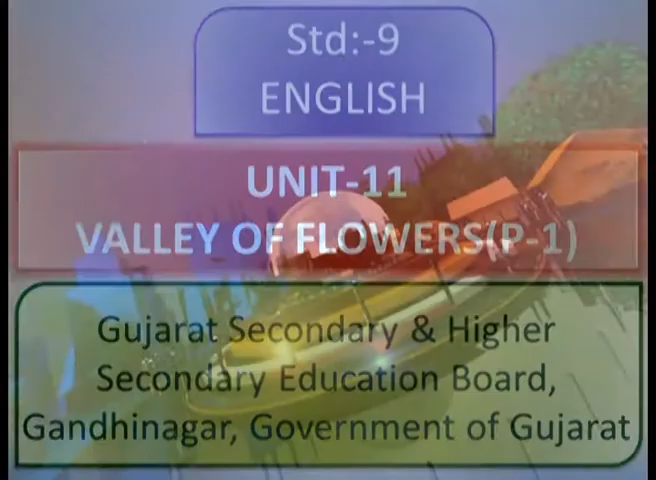 Std:-9
ENGLISH
UNIT-11
VALLEY OF FLOWERS(P-1)
Gujarat Secondary & Higher
Secondary Education Board,
Gandhinagar, Government of Gujarat